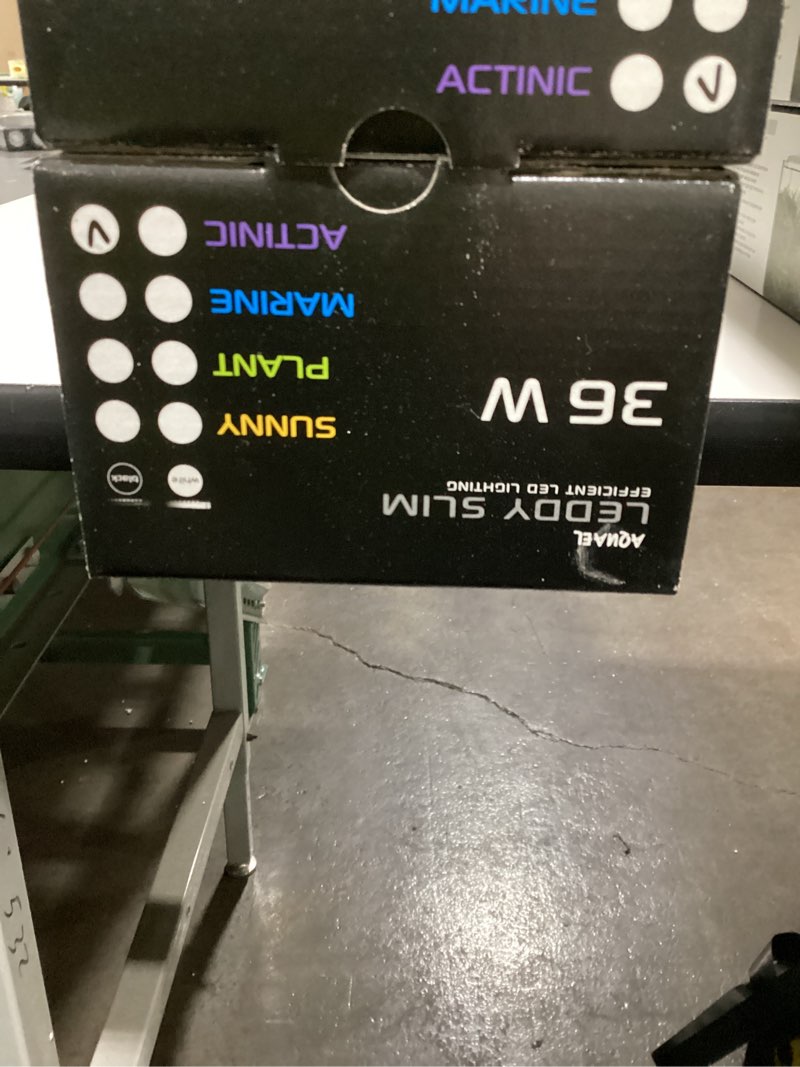 MARINE
ACTINIC
AQUAEL
LEDDY SLIM
EFFICIENT LED LIGHTING
36 W
white black
SUNNY
PLANT
MARINE
ACTINIC